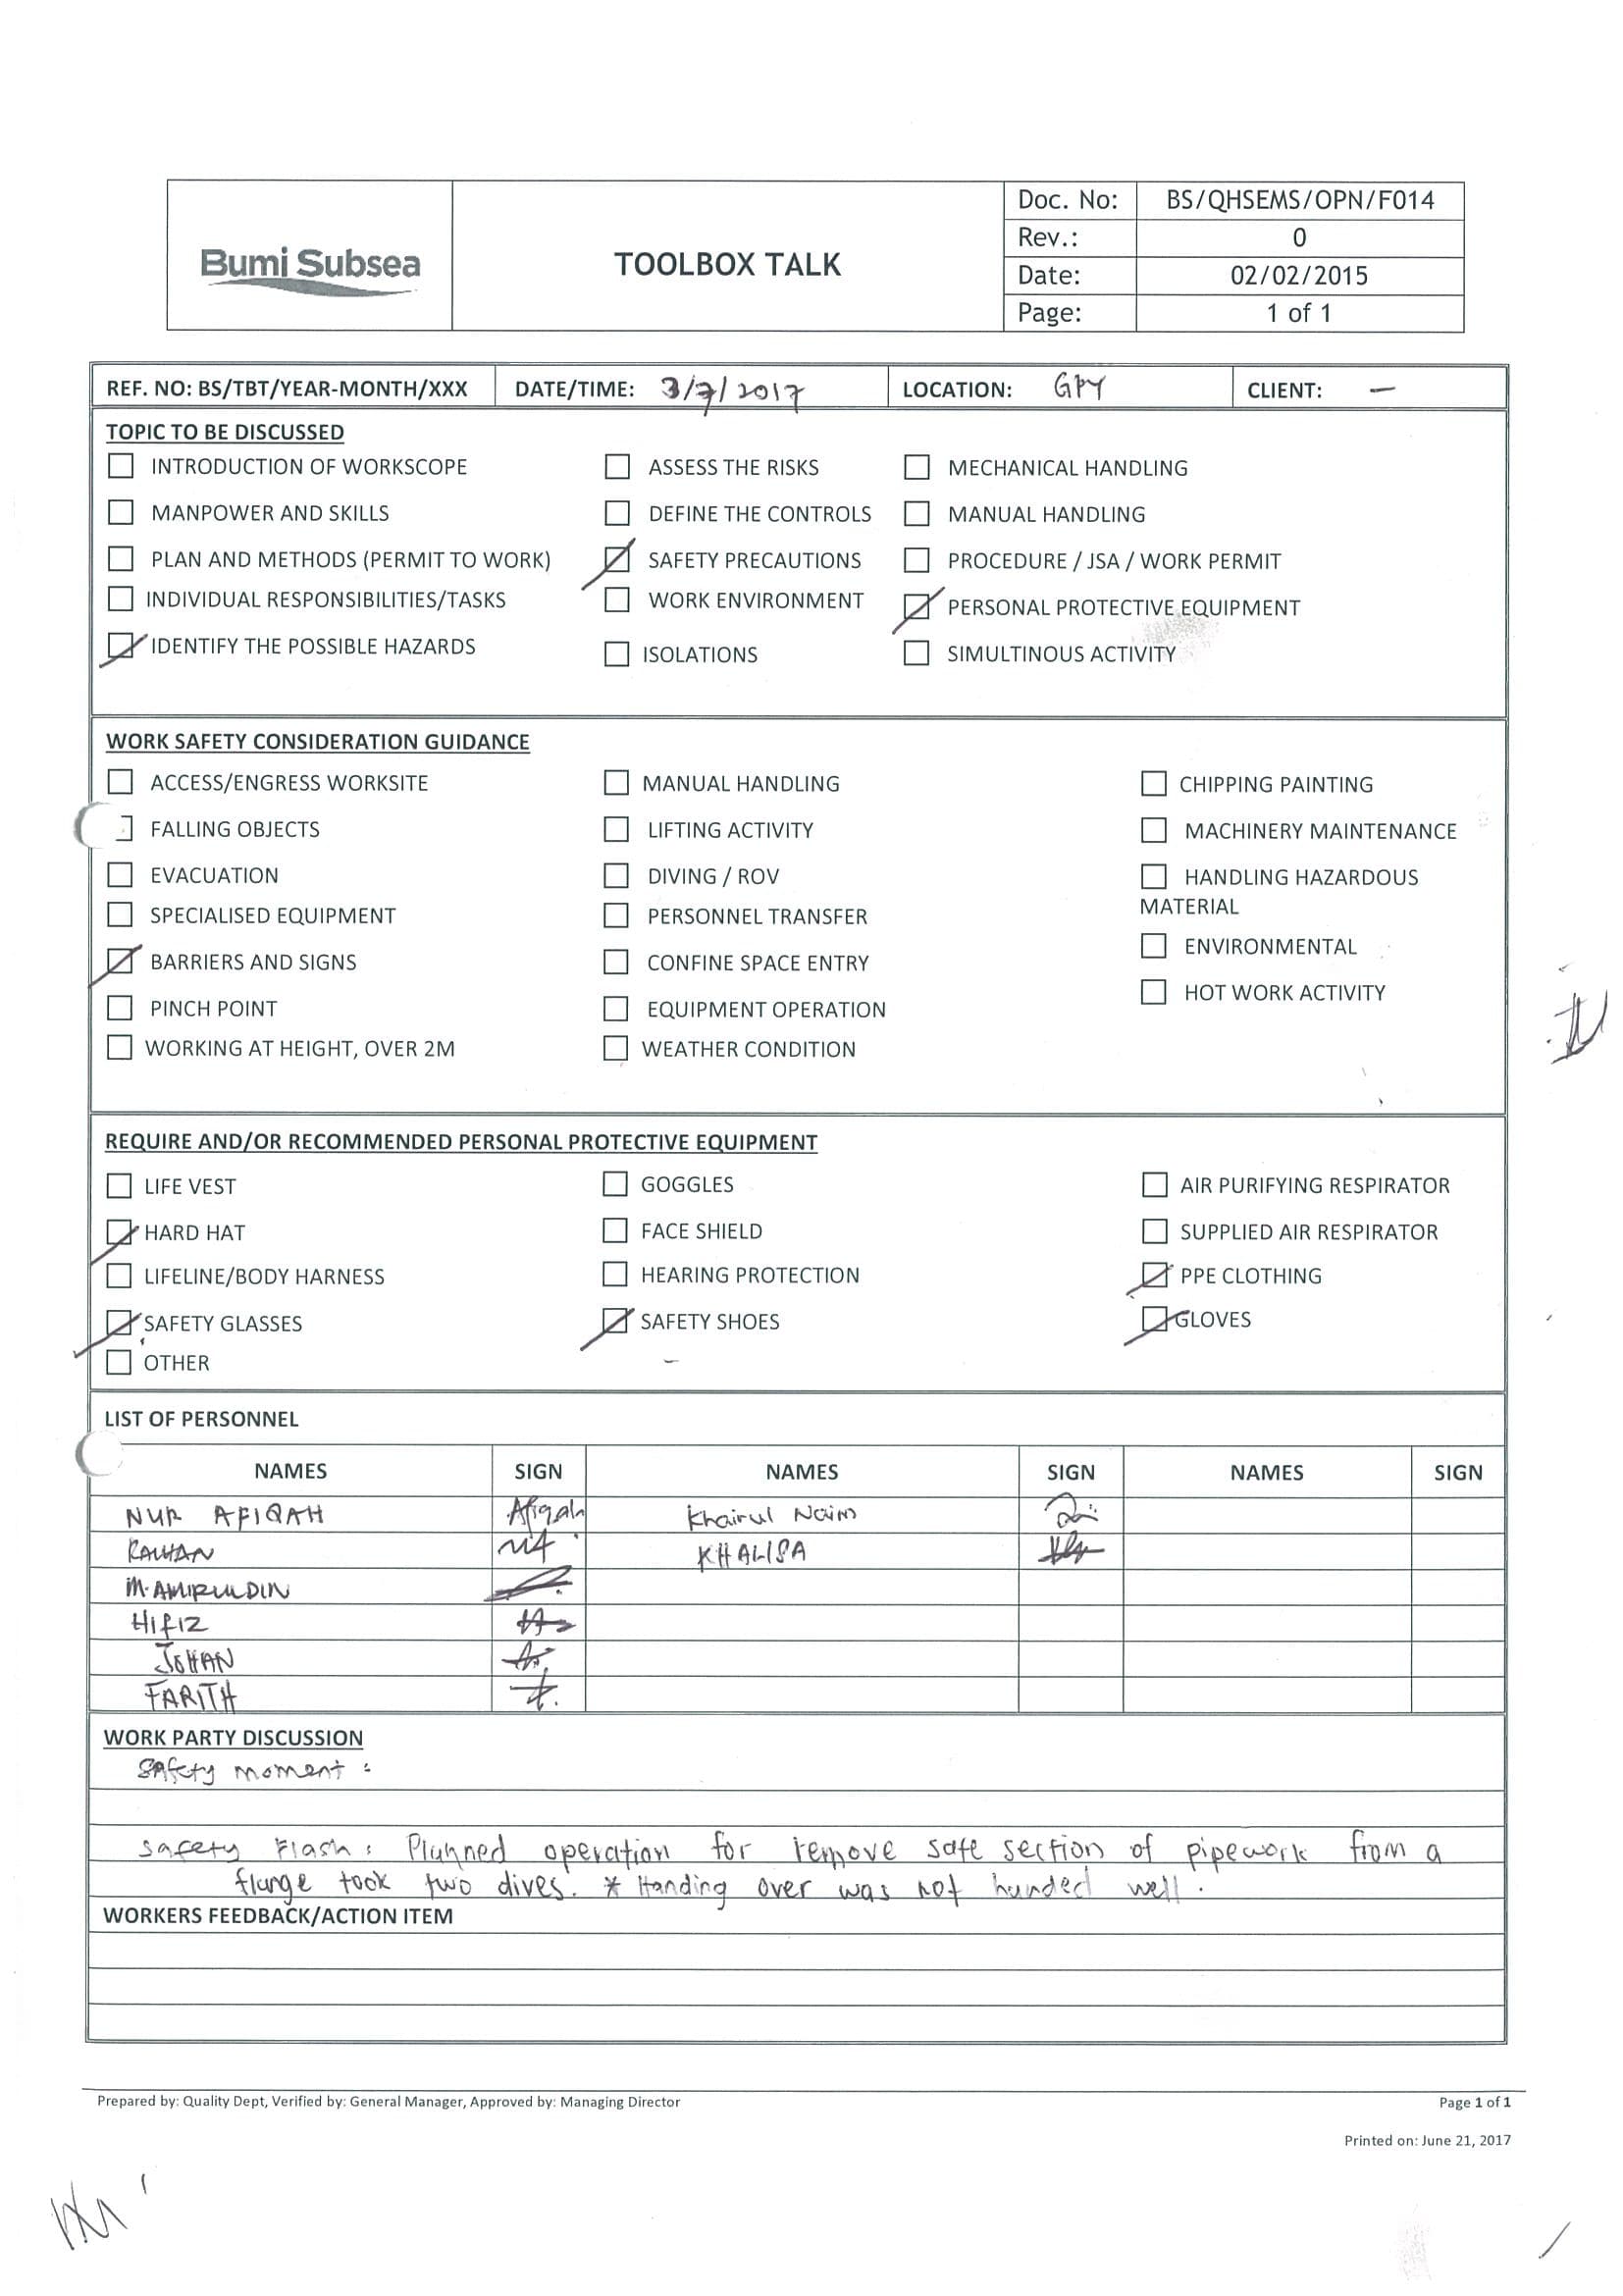 Bumi Subsea
TOOLBOX TALK
Doc. No: BS/QHSEMS/OPN/F014
Rev.: 0
Date: 02/02/2015
Page: 1 of 1
REF. NO: BS/TBT/YEAR-MONTH/XXX DATE/TIME: 3/7/2017 LOCATION: GPY CLIENT: –
TOPIC TO BE DISCUSSED
INTRODUCTION OF WORKSCOPE ASSESS THE RISKS MECHANICAL HANDLING
MANPOWER AND SKILLS DEFINE THE CONTROLS MANUAL HANDLING
PLAN AND METHODS (PERMIT TO WORK) SAFETY PRECAUTIONS PROCEDURE / JSA / WORK PERMIT
INDIVIDUAL RESPONSIBILITIES/TASKS WORK ENVIRONMENT PERSONAL PROTECTIVE EQUIPMENT
IDENTIFY THE POSSIBLE HAZARDS ISOLATIONS SIMULTINOUS ACTIVITY
WORK SAFETY CONSIDERATION GUIDANCE
ACCESS/ENGRESS WORKSITE MANUAL HANDLING CHIPPING PAINTING
FALLING OBJECTS LIFTING ACTIVITY MACHINERY MAINTENANCE
EVACUATION DIVING / ROV HANDLING HAZARDOUS
SPECIALISED EQUIPMENT PERSONNEL TRANSFER MATERIAL
BARRIERS AND SIGNS CONFINE SPACE ENTRY ENVIRONMENTAL
PINCH POINT EQUIPMENT OPERATION HOT WORK ACTIVITY
WORKING AT HEIGHT, OVER 2M WEATHER CONDITION
REQUIRE AND/OR RECOMMENDED PERSONAL PROTECTIVE EQUIPMENT
LIFE VEST GOGGLES AIR PURIFYING RESPIRATOR
HARD HAT FACE SHIELD SUPPLIED AIR RESPIRATOR
LIFELINE/BODY HARNESS HEARING PROTECTION PPE CLOTHING
SAFETY GLASSES SAFETY SHOES GLOVES
OTHER
LIST OF PERSONNEL
NAMES SIGN NAMES SIGN NAMES SIGN
NUR AFIQAH Afiqah Khairul Naim
RAIHAN KHALISA
M. AMIRULDIN
HIFIZ
JOHAN
FARITH
WORK PARTY DISCUSSION
Safety moment :
Safety Flash : Planned operation for remove safe section of pipework from a
flange took two dives. * Handing over was not handed well.
WORKERS FEEDBACK/ACTION ITEM
Prepared by: Quality Dept, Verified by: General Manager, Approved by: Managing Director Page 1 of 1
Printed on: June 21, 2017